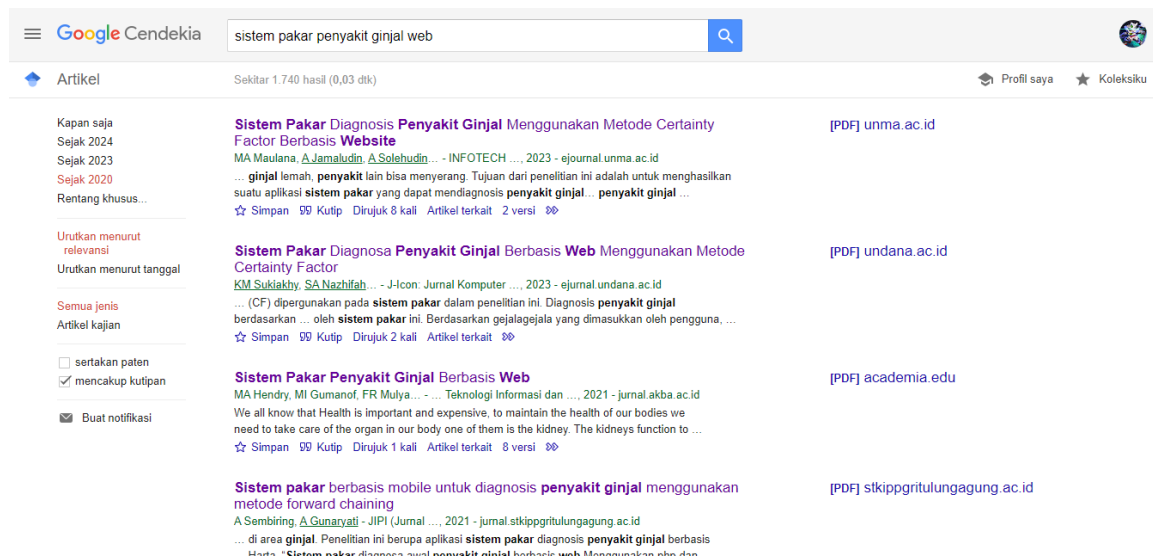 Google Cendekia
sistem pakar penyakit ginjal web
Artikel
Sekitar 1.740 hasil (0,03 dtk)
Profil saya
Koleksiku
Kapan saja
Sejak 2024
Sejak 2023
Sejak 2020
Rentang khusus...
Urutkan menurut
relevansi
Urutkan menurut tanggal
Semua jenis
Artikel kajian
sertakan paten
mencakup kutipan
Buat notifikasi
Sistem Pakar Diagnosis Penyakit Ginjal Menggunakan Metode Certainty
Factor Berbasis Website
MA Maulana, A Jamaludin, A Solehudin... - INFOTECH ..., 2023 - ejournal.unma.ac.id
... ginjal lemah, penyakit lain bisa menyerang. Tujuan dari penelitian ini adalah untuk menghasilkan
suatu aplikasi sistem pakar yang dapat mendiagnosis penyakit ginjal... penyakit ginjal ...
Simpan Kutip Dirujuk 8 kali Artikel terkait 2 versi
[PDF] unma.ac.id
Sistem Pakar Diagnosa Penyakit Ginjal Berbasis Web Menggunakan Metode
Certainty Factor
KM Sukiakhy, SA Nazhifah... - J-Icon: Jurnal Komputer ..., 2023 - ejurnal.undana.ac.id
... (CF) dipergunakan pada sistem pakar dalam penelitian ini. Diagnosis penyakit ginjal
berdasarkan ... oleh sistem pakar ini. Berdasarkan gejalagejala yang dimasukkan oleh pengguna, ...
Simpan Kutip Dirujuk 2 kali Artikel terkait
[PDF] undana.ac.id
Sistem Pakar Penyakit Ginjal Berbasis Web
MA Hendry, MI Gumanof, FR Mulya... - ... Teknologi Informasi dan ..., 2021 - jurnal.akba.ac.id
We all know that Health is important and expensive, to maintain the health of our bodies we
need to take care of the organ in our body one of them is the kidney. The kidneys function to ...
Simpan Kutip Dirujuk 1 kali Artikel terkait 8 versi
[PDF] academia.edu
Sistem pakar berbasis mobile untuk diagnosis penyakit ginjal menggunakan
metode forward chaining
A Sembiring, A Gunaryati - JIPI (Jurnal ..., 2021 - jurnal.stkippgritulungagung.ac.id
... di area ginjal. Penelitian ini berupa aplikasi sistem pakar diagnosis penyakit ginjal berbasis
... Harta, "Sistem pakar diagnosa awal penyakit ginjal berbasis web Menggunakan php dan
[PDF] stkippgritulungagung.ac.id